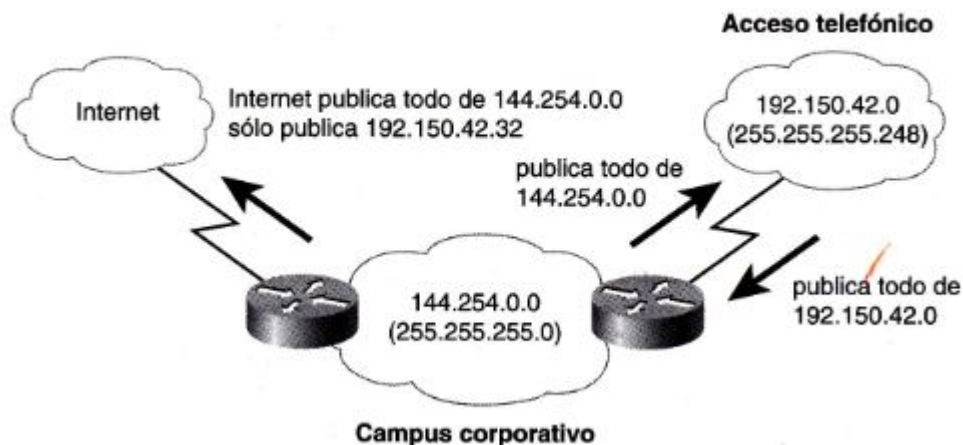 Acceso telefónico
Internet
Internet publica todo de 144.254.0.0
sólo publica 192.150.42.32
192.150.42.0
(255.255.255.248)
publica todo de
144.254.0.0
publica todo de
192.150.42.0
144.254.0.0
(255.255.255.0)
Campus corporativo